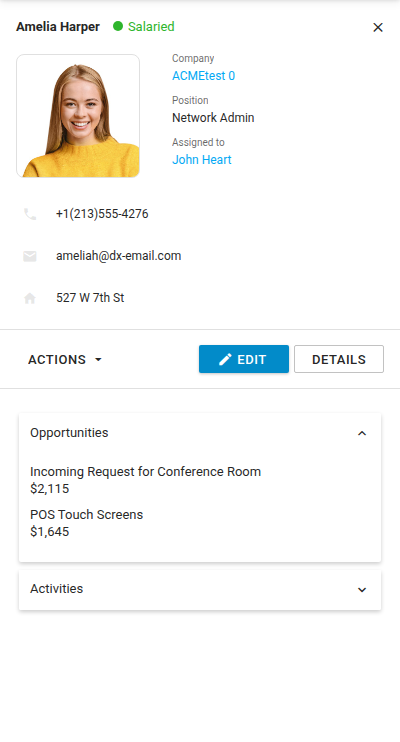 Amelia Harper Salaried
Company
ACMEtest 0
Position
Network Admin
Assigned to
John Heart
+1(213)555-4276
ameliah@dx-email.com
527 W 7th St
ACTIONS EDIT DETAILS
Opportunities
Incoming Request for Conference Room
$2,115
POS Touch Screens
$1,645
Activities